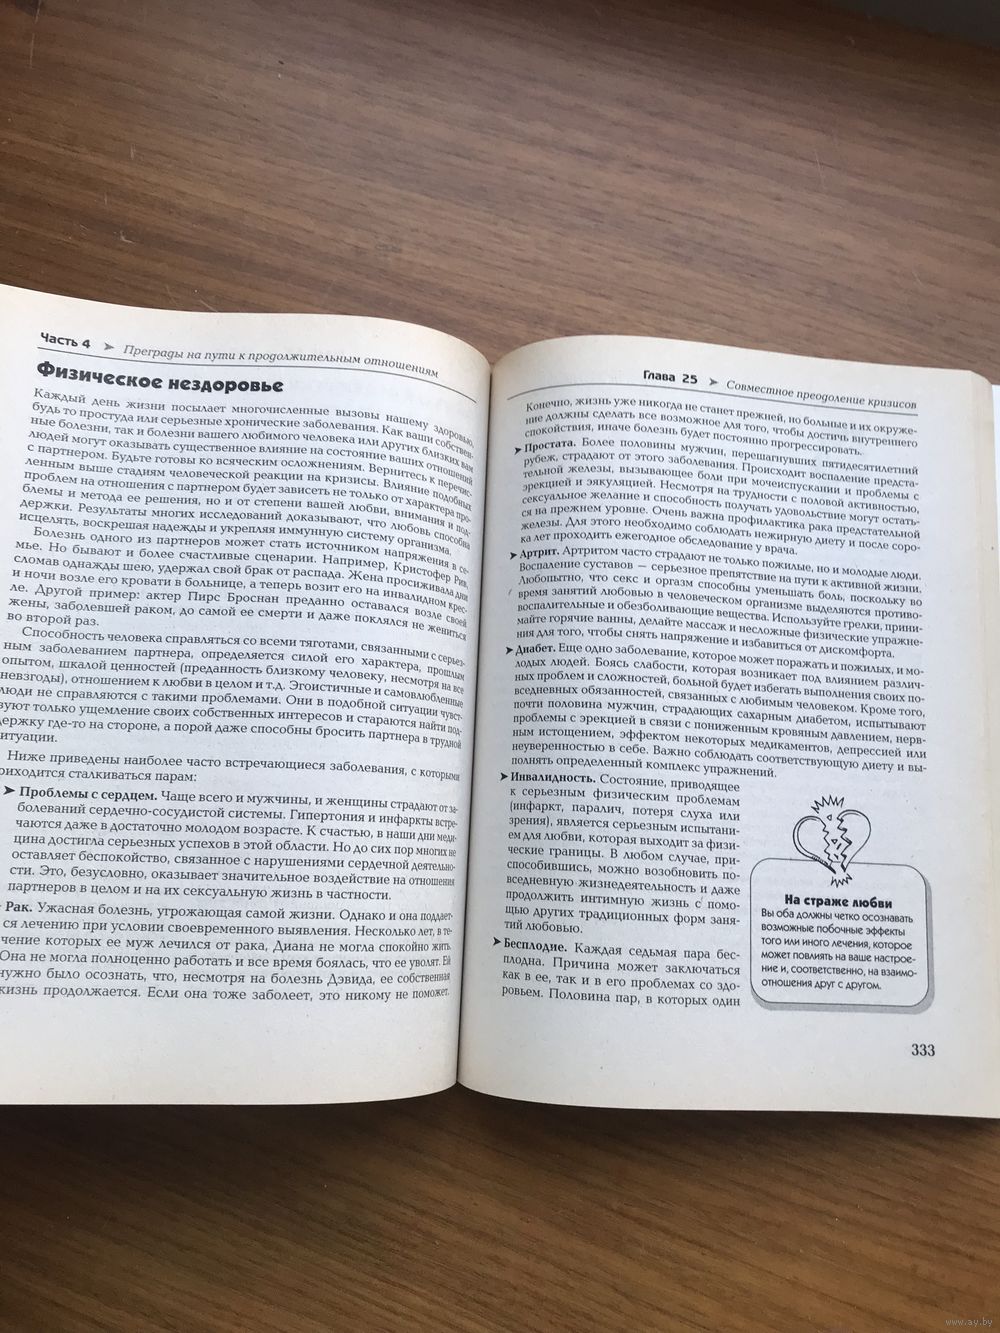 Часть 4 ➤ Преграды на пути к продолжительным отношениям
Физическое нездоровье
Каждый день жизни посылает многочисленные вызовы нашему здоровью,
будь то простуда или серьезные хронические заболевания. Как ваши собствен-
ные болезни, так и болезни вашего любимого человека или других близких вам
людей могут оказывать существенное влияние на состояние ваших отношений
с партнером. Будьте готовы ко всяческим осложнениям. Вернитесь к перечис-
ленным выше стадиям человеческой реакции на кризисы. Влияние подобных
проблем на отношения с партнером будет зависеть не только от характера про-
блемы и метода ее решения, но и от степени вашей любви, внимания и под-
держки. Результаты многих исследований доказывают, что любовь способна
исцелять, воскрешая надежды и укрепляя иммунную систему организма.
Болезнь одного из партнеров может стать источником напряжения в се-
мье. Но бывают и более счастливые сценарии. Например, Кристофер Рив,
сломав однажды шею, удержал свой брак от распада. Жена просиживала дни
и ночи возле его кровати в больнице, а теперь возит его на инвалидном крес-
ле. Другой пример: актер Пирс Броснан преданно оставался возле своей
жены, заболевшей раком, до самой ее смерти и даже поклялся не жениться
во второй раз.
Способность человека справляться со всеми тяготами, связанными с серьез-
ным заболеванием партнера, определяется силой его характера, прошлым
опытом, шкалой ценностей (преданность близкому человеку, несмотря на все
невзгоды), отношением к любви в целом и т.д. Эгоистичные и самовлюбленные
люди не справляются с такими проблемами. Они в подобной ситуации чувст-
вуют только ущемление своих собственных интересов и стараются найти под-
держку где-то на стороне, а порой даже способны бросить партнера в трудной
ситуации.
Ниже приведены наиболее часто встречающиеся заболевания, с которыми
приходится сталкиваться парам:
➤ Проблемы с сердцем. Чаще всего и мужчины, и женщины страдают от за-
болеваний сердечно-сосудистой системы. Гипертония и инфаркты встре-
чаются даже в достаточно молодом возрасте. К счастью, в наши дни меди-
цина достигла серьезных успехов в этой области. Но до сих пор многих не
оставляет беспокойство, связанное с нарушениями сердечной деятельно-
сти. Это, безусловно, оказывает значительное воздействие на отношения
партнеров в целом и на их сексуальную жизнь в частности.
Рак. Ужасная болезнь, угрожающая самой жизни. Однако и она поддает-
ся лечению при условии своевременного выявления. Несколько лет, в те-
чение которых ее муж лечился от рака, Диана не могла спокойно жить.
Она не могла полноценно работать и все время боялась, что ее уволят. Ей
нужно было осознать, что, несмотря на болезнь Дэвида, ее собственная
жизнь продолжается. Если она тоже заболеет, это никому не поможет.
Глава 25 ➤ Совместное преодоление кризисов
Конечно, жизнь уже никогда не станет прежней, но больные и их окруже-
ние должны сделать все возможное для того, чтобы достичь внутреннего
спокойствия, иначе болезнь будет постоянно прогрессировать.
➤ Простата. Более половины мужчин, перешагнувших пятидесятилетний
рубеж, страдают от этого заболевания. Происходит воспаление предста-
тельной железы, вызывающее боли при мочеиспускании и проблемы с
эрекцией и эякуляцией. Несмотря на трудности с половой активностью,
сексуальное желание и способность получать удовольствие могут остать-
ся на прежнем уровне. Очень важна профилактика рака предстательной
железы. Для этого необходимо соблюдать нежирную диету и после соро-
ка лет проходить ежегодное обследование у врача.
➤ Артрит. Артритом часто страдают не только пожилые, но и молодые люди.
Воспаление суставов — серьезное препятствие на пути к активной жизни.
Любопытно, что секс и оргазм способны уменьшать боль, поскольку во
время занятий любовью в человеческом организме выделяются противо-
воспалительные и обезболивающие вещества. Используйте грелки, прини-
майте горячие ванны, делайте массаж и несложные физические упражне-
ния для того, чтобы снять напряжение и избавиться от дискомфорта.
➤ Диабет. Еще одно заболевание, которое может поражать и пожилых, и мо-
лодых людей. Боясь слабости, которая возникает под влиянием различ-
ных проблем и сложностей, больной будет избегать выполнения своих по-
вседневных обязанностей, связанных с любимым человеком. Кроме того,
почти половина мужчин, страдающих сахарным диабетом, испытывают
проблемы с эрекцией в связи с пониженным кровяным давлением, нерв-
ным истощением, эффектом некоторых медикаментов, депрессией или
неуверенностью в себе. Важно соблюдать соответствующую диету и вы-
полнять определенный комплекс упражнений.
➤ Инвалидность. Состояние, приводящее
к серьезным физическим проблемам
(инфаркт, паралич, потеря слуха или
зрения), является серьезным испытани-
ем для любви, которая выходит за физи-
ческие границы. В любом случае, при-
способившись, можно возобновить по-
вседневную жизнедеятельность и даже
продолжить интимную жизнь с помо-
щью других традиционных форм заня-
тий любовью.
➤ Бесплодие. Каждая седьмая пара бес-
плодна. Причина может заключаться
как в ее, так и в его проблемах со здо-
ровьем. Половина пар, в которых один
На страже любви
Вы оба должны четко осознавать
возможные побочные эффекты
того или иного лечения, которое
может повлиять на ваше настрое-
ние и, соответственно, на взаимо-
отношения друг с другом.
333
www.ay.by